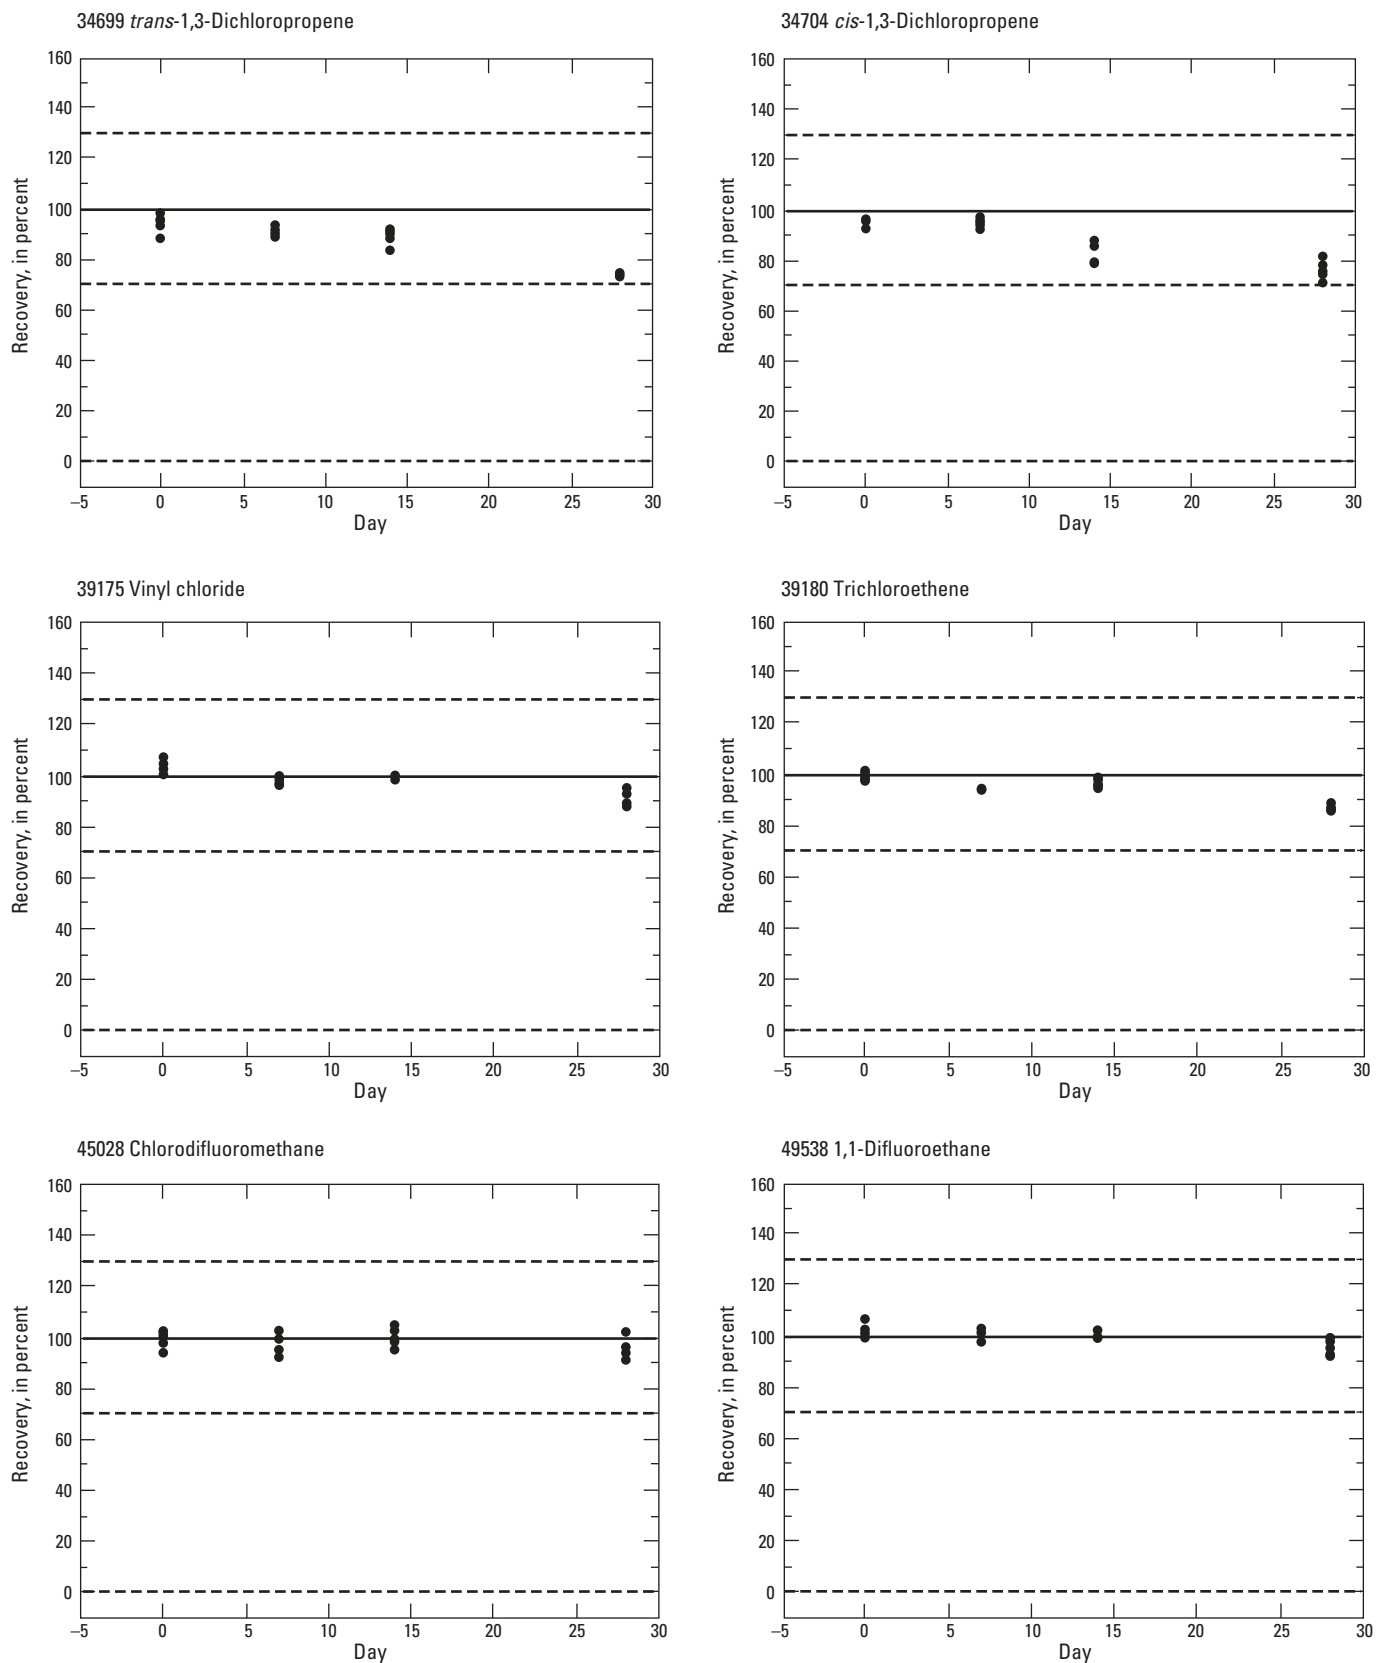 34699 trans-1,3-Dichloropropene
160
140
120
100
80
60
40
20
0
Recovery, in percent
–5 0 5 10 15 20 25 30
Day
34704 cis-1,3-Dichloropropene
160
140
120
100
80
60
40
20
0
Recovery, in percent
–5 0 5 10 15 20 25 30
Day
39175 Vinyl chloride
160
140
120
100
80
60
40
20
0
Recovery, in percent
–5 0 5 10 15 20 25 30
Day
39180 Trichloroethene
160
140
120
100
80
60
40
20
0
Recovery, in percent
–5 0 5 10 15 20 25 30
Day
45028 Chlorodifluoromethane
160
140
120
100
80
60
40
20
0
Recovery, in percent
–5 0 5 10 15 20 25 30
Day
49538 1,1-Difluoroethane
160
140
120
100
80
60
40
20
0
Recovery, in percent
–5 0 5 10 15 20 25 30
Day